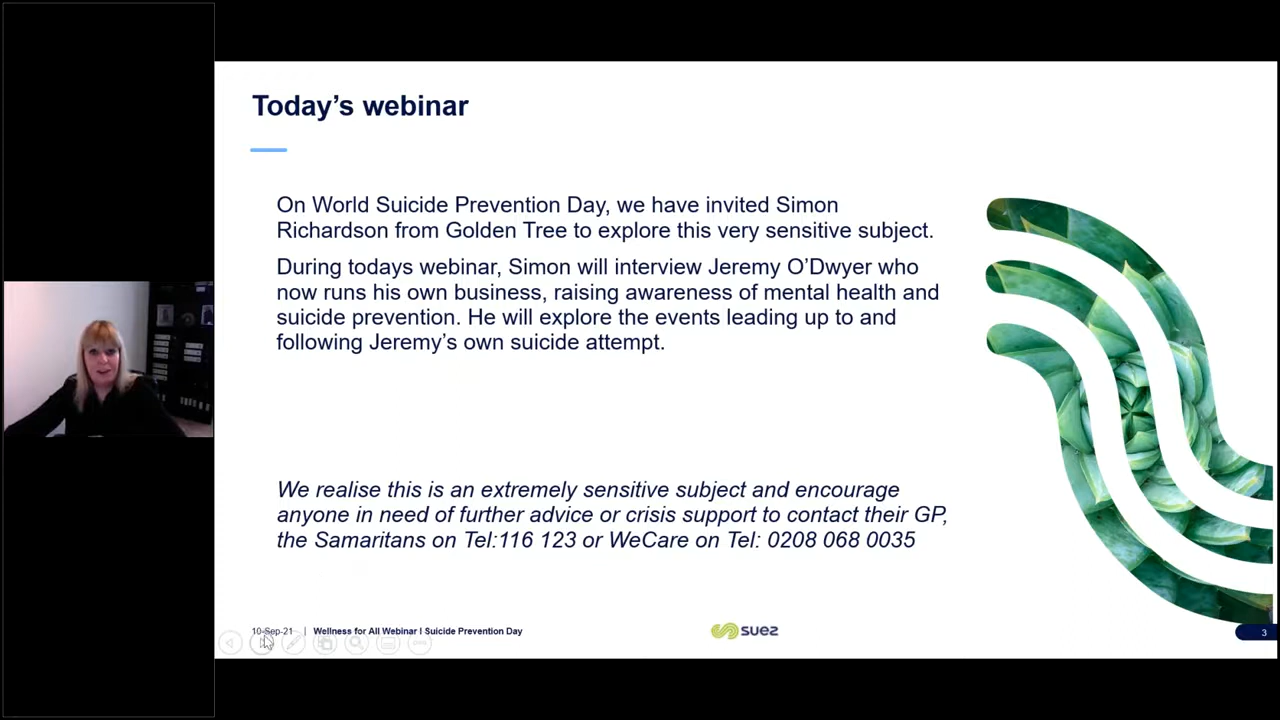 Today’s webinar
On World Suicide Prevention Day, we have invited Simon
Richardson from Golden Tree to explore this very sensitive subject.
During todays webinar, Simon will interview Jeremy O’Dwyer who
now runs his own business, raising awareness of mental health and
suicide prevention. He will explore the events leading up to and
following Jeremy’s own suicide attempt.
We realise this is an extremely sensitive subject and encourage
anyone in need of further advice or crisis support to contact their GP,
the Samaritans on Tel:116 123 or WeCare on Tel: 0208 068 0035
10-Sep-21 | Wellness for All Webinar I Suicide Prevention Day
suez
3